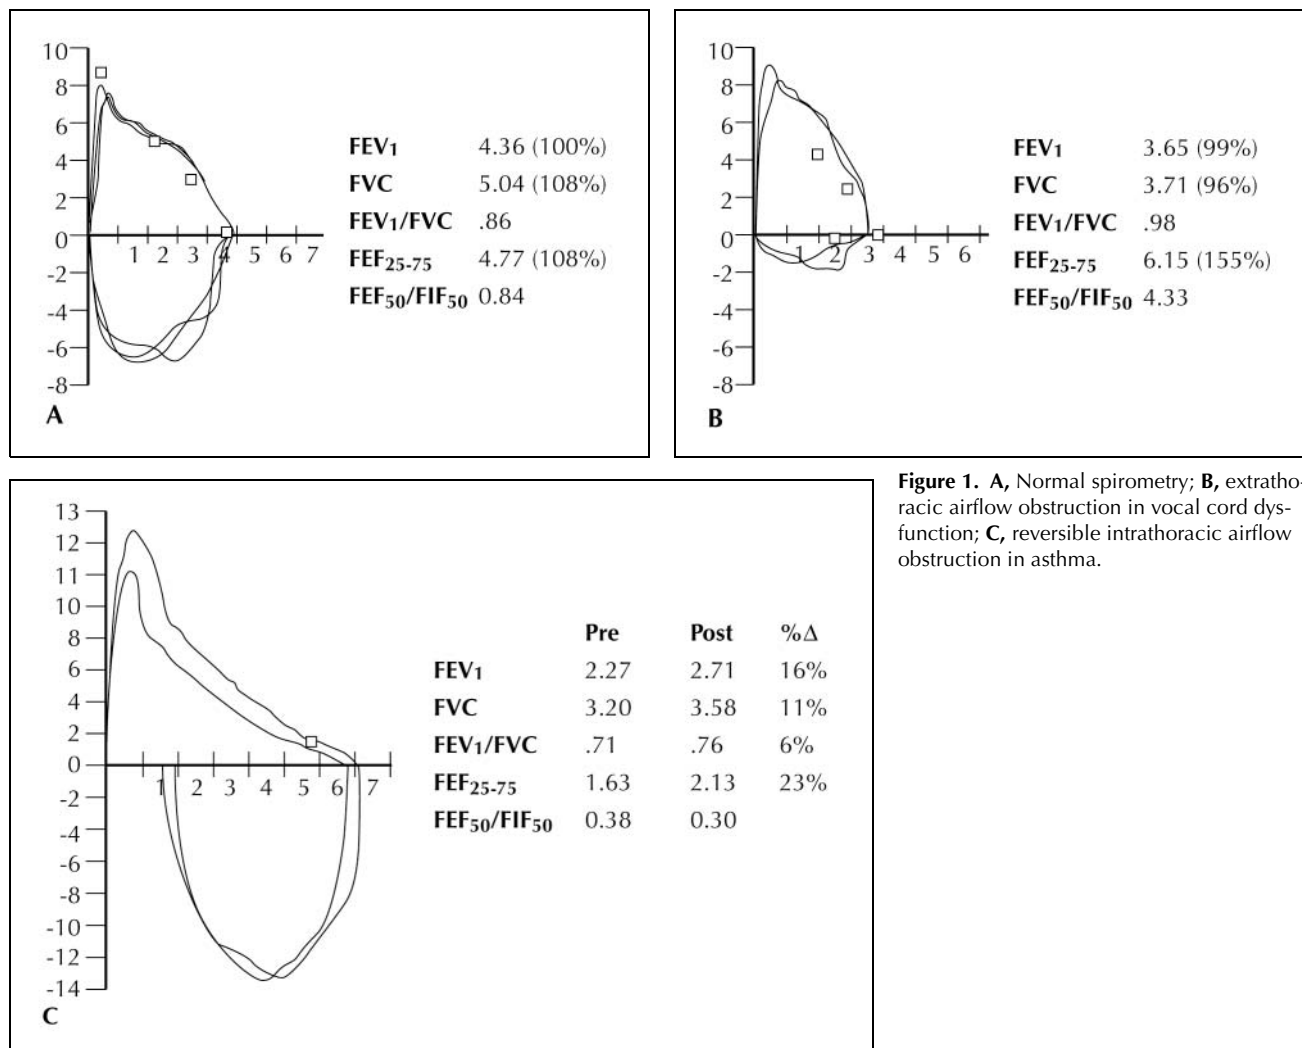 10
8
6
4
2
0
-2
-4
-6
-8
1 2 3 4 5 6 7
FEV1 4.36 (100%)
FVC 5.04 (108%)
FEV1/FVC .86
FEF25-75 4.77 (108%)
FEF50/FIF50 0.84
A
10
8
6
4
2
0
-2
-4
-6
-8
1 2 3 4 5 6
FEV1 3.65 (99%)
FVC 3.71 (96%)
FEV1/FVC .98
FEF25-75 6.15 (155%)
FEF50/FIF50 4.33
B
Figure 1. A, Normal spirometry; B, extratho-
racic airflow obstruction in vocal cord dys-
function; C, reversible intrathoracic airflow
obstruction in asthma.
13
12
11
10
8
6
4
2
0
-2
-4
-6
-8
-10
-12
-14
1 2 3 4 5 6 7
Pre Post %Δ
FEV1 2.27 2.71 16%
FVC 3.20 3.58 11%
FEV1/FVC .71 .76 6%
FEF25-75 1.63 2.13 23%
FEF50/FIF50 0.38 0.30
C